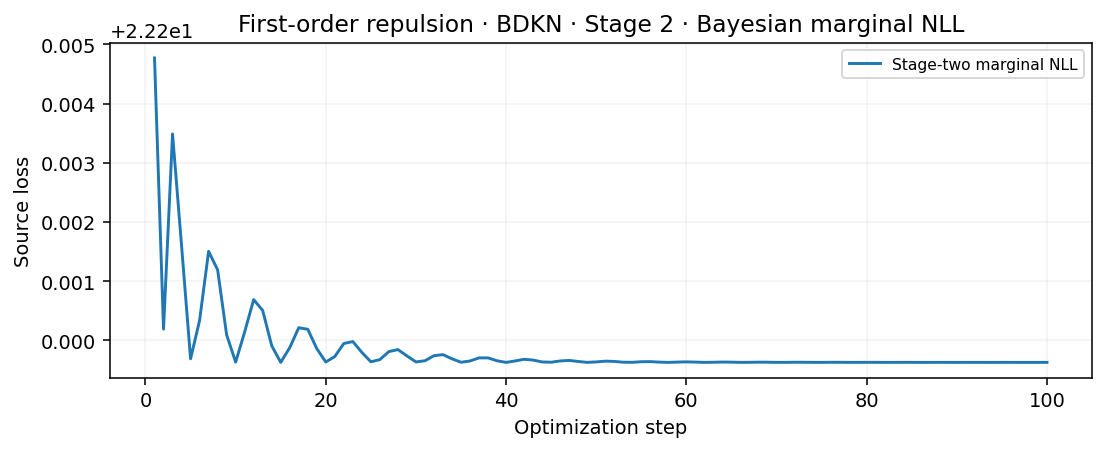 First-order repulsion · BDKN · Stage 2 · Bayesian marginal NLL
+2.22e1
Stage-two marginal NLL
0.005
0.004
0.003
0.002
0.001
0.000
Source loss
0 20 40 60 80 100
Optimization step